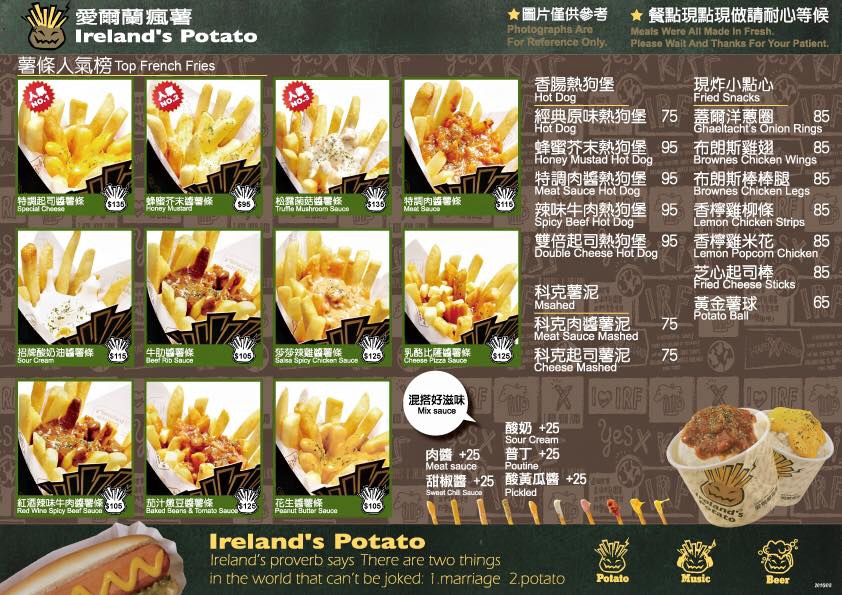 愛爾蘭瘋薯
Ireland's Potato
★圖片僅供參考
Photographs Are
For Reference Only.
★ 餐點現點現做請耐心等候
Meals Were All Made In Fresh.
Please Wait And Thanks For Your Patient.
薯條人氣榜 Top French Fries
人氣 NO.1
特調起司醬薯條
Special Cheese
$135
人氣 NO.2
蜂蜜芥末醬薯條
Honey Mustard
$95
人氣 NO.2
松露菌菇醬薯條
Truffle Mushroom Sauce
$135
特調肉醬薯條
Meat Sauce
$115
招牌酸奶油醬薯條
Sour Cream
$115
牛肋醬薯條
Beef Rib Sauce
$105
莎莎辣雞醬薯條
Salsa Spicy Chicken Sauce
$125
乳酪比薩醬薯條
Cheese Pizza Sauce
$125
紅酒辣味牛肉醬薯條
Red Wine Spicy Beef Sauce
$105
茄汁燉豆醬薯條
Baked Beans & Tomato Sauce
$125
花生醬薯條
Peanut Butter Sauce
$105
香腸熱狗堡
Hot Dog
經典原味熱狗堡 75
Hot Dog
蜂蜜芥末熱狗堡 95
Honey Mustad Hot Dog
特調肉醬熱狗堡 95
Meat Sauce Hot Dog
辣味牛肉熱狗堡 95
Spicy Beef Hot Dog
雙倍起司熱狗堡 95
Double Cheese Hot Dog
科克薯泥
Msahed
科克肉醬薯泥 75
Meat Sauce Mashed
科克起司薯泥 75
Cheese Mashed
現炸小點心
Fried Snacks
蓋爾洋蔥圈 85
Ghaeltacht's Onion Rings
布朗斯雞翅 85
Brownes Chicken Wings
布朗斯棒棒腿 85
Brownes Chicken Legs
香檸雞柳條 85
Lemon Chicken Strips
香檸雞米花 85
Lemon Popcorn Chicken
芝心起司棒 85
Fried Cheese Sticks
黃金薯球 65
Potato Ball
混搭好滋味
Mix sauce
肉醬 +25
Meat sauce
甜椒醬 +25
Sweet Chili Sauce
酸奶 +25
Sour Cream
普丁 +25
Poutine
酸黃瓜醬 +25
Pickled
Ireland's
Potato
Ireland's Potato
Ireland's proverb says There are two things
in the world that can't be joked: 1.marriage 2.potato
Potato
Music
Beer